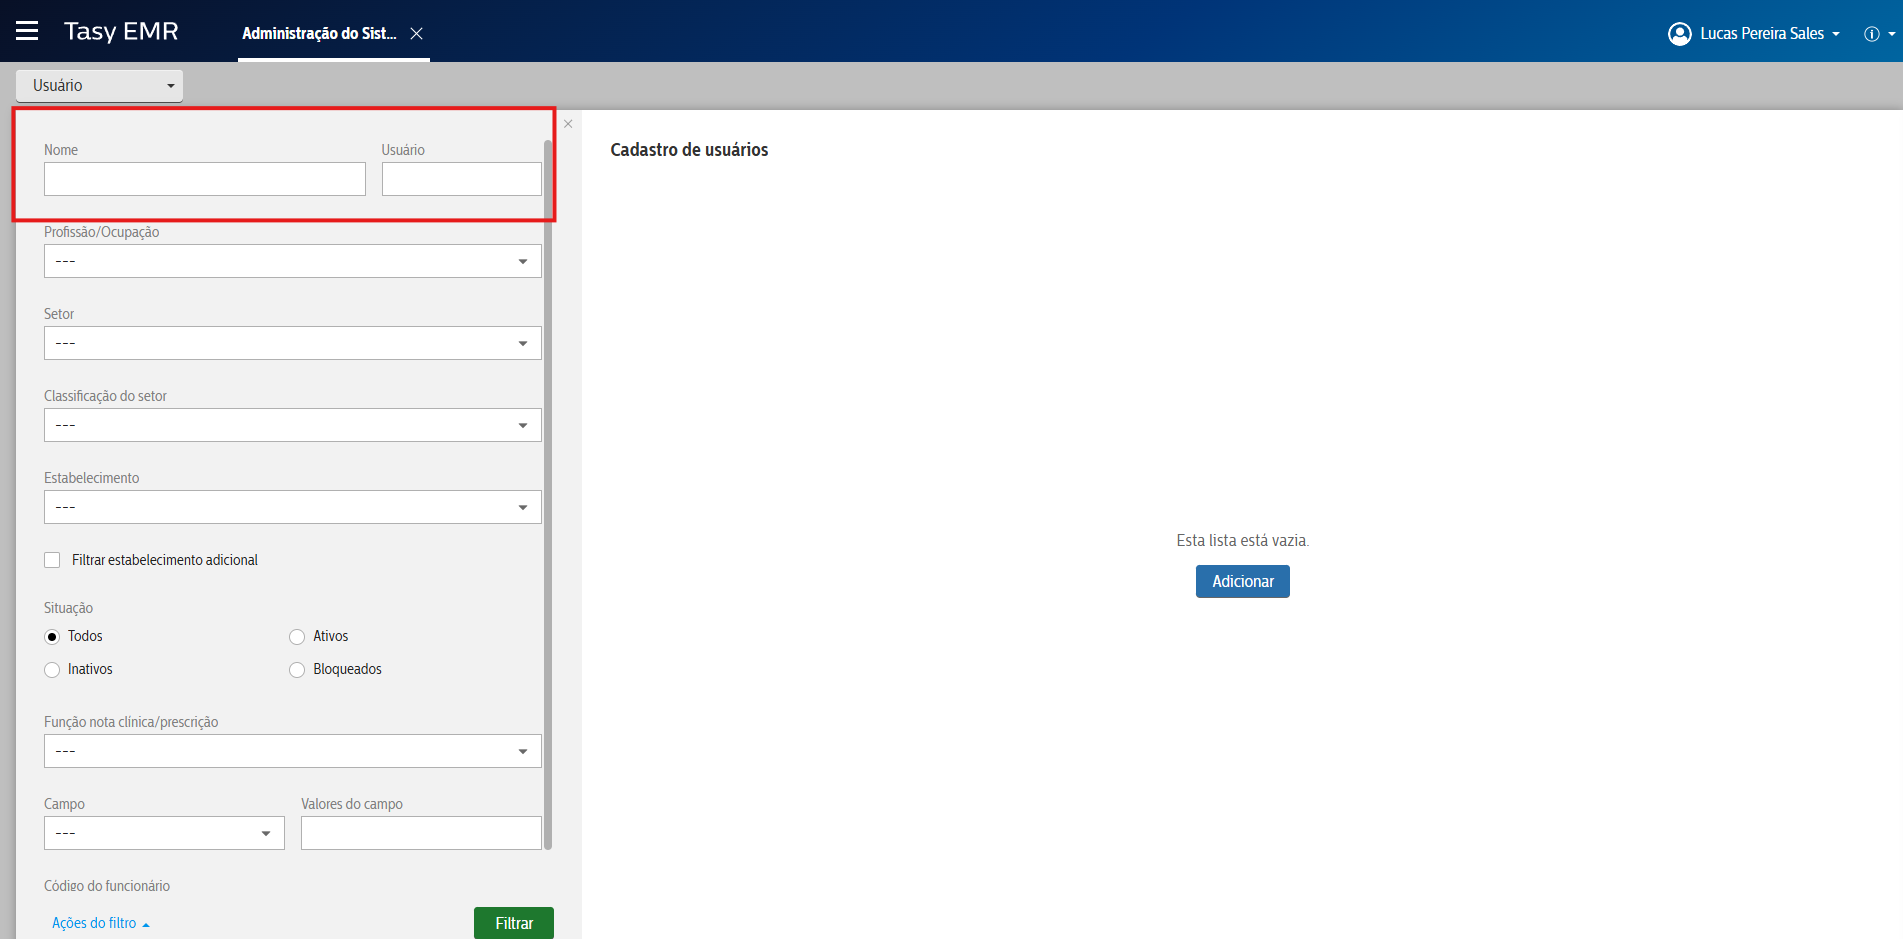 Tasy EMR
Administração do Sist...
Lucas Pereira Sales
Usuário
Nome
Usuário
Profissão/Ocupação
---
Setor
---
Classificação do setor
---
Estabelecimento
---
Filtrar estabelecimento adicional
Situação
Todos
Ativos
Inativos
Bloqueados
Função nota clínica/prescrição
---
Campo
Valores do campo
---
Código do funcionário
Ações do filtro
Filtrar
Cadastro de usuários
Esta lista está vazia.
Adicionar